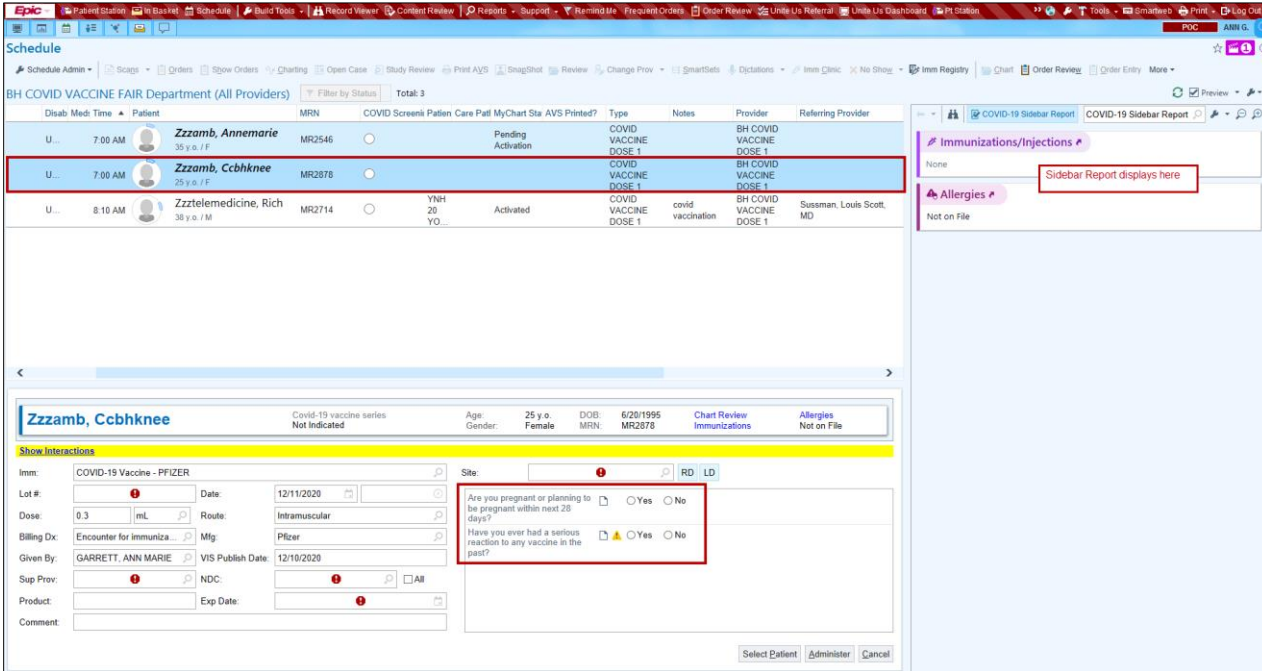 Epic Patient Station In Basket Schedule Build Tools Record Viewer Content Review Reports Support Remind Me Frequent Orders Order Review Unite Us Referral Unite Us Dashboard Pt Station Tools Smartweb Print Log Out
POC ANN G.
Schedule
1
Schedule Admin Scans Orders Show Orders Charting Open Case Study Review Print AVS SnapShot Review Change Prov SmartSets Dictations Imm Clinic No Show Imm Registry Chart Order Review Order Entry More
BH COVID VACCINE FAIR Department (All Providers) Filter by Status Total: 3 Preview
Disab Medi Time Patient MRN COVID Screenin Patien Care Patl MyChart Sta AVS Printed? Type Notes Provider Referring Provider
U... 7:00 AM Zzzamb, Annemarie
35 y.o. / F
MR2546
Pending
Activation
COVID
VACCINE
DOSE 1
BH COVID
VACCINE
DOSE 1
U... 7:00 AM Zzzamb, Ccbhknee
25 y.o. / F
MR2878
COVID
VACCINE
DOSE 1
BH COVID
VACCINE
DOSE 1
U... 8:10 AM Zzztelemedicine, Rich
38 y.o. / M
MR2714
YNH
20
YO...
Activated
COVID
VACCINE
DOSE 1
covid
vaccination
BH COVID
VACCINE
DOSE 1
Sussman, Louis Scott,
MD
COVID-19 Sidebar Report COVID-19 Sidebar Report
Immunizations/Injections
None
Sidebar Report displays here
Allergies
Not on File
Zzzamb, Ccbhknee
Covid-19 vaccine series
Not Indicated
Age: 25 y.o. DOB: 6/20/1995 Chart Review Allergies
Gender: Female MRN: MR2878 Immunizations Not on File
Show Interactions
Imm: COVID-19 Vaccine - PFIZER
Lot #: Date: 12/11/2020
Dose: 0.3 mL Route: Intramuscular
Billing Dx: Encounter for immuniza... Mfg: Pfizer
Given By: GARRETT, ANN MARIE VIS Publish Date: 12/10/2020
Sup Prov: NDC: All
Product: Exp Date:
Comment:
Site: RD LD
Are you pregnant or planning to
be pregnant within next 28
days?
Yes No
Have you ever had a serious
reaction to any vaccine in the
past?
Yes No
Select Patient Administer Cancel